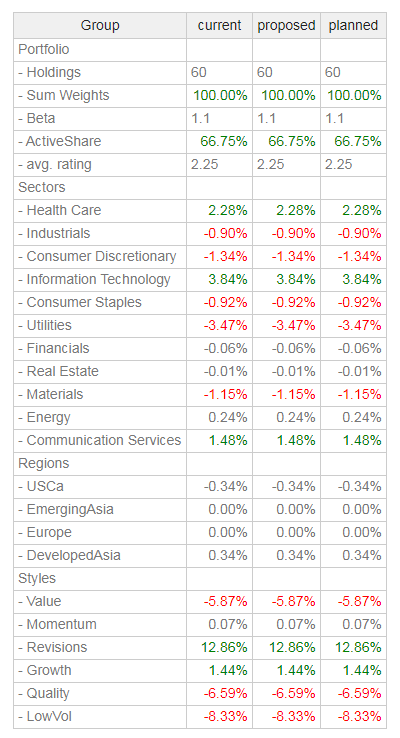 Group current proposed planned
Portfolio
- Holdings 60 60 60
- Sum Weights 100.00% 100.00% 100.00%
- Beta 1.1 1.1 1.1
- ActiveShare 66.75% 66.75% 66.75%
- avg. rating 2.25 2.25 2.25
Sectors
- Health Care 2.28% 2.28% 2.28%
- Industrials -0.90% -0.90% -0.90%
- Consumer Discretionary -1.34% -1.34% -1.34%
- Information Technology 3.84% 3.84% 3.84%
- Consumer Staples -0.92% -0.92% -0.92%
- Utilities -3.47% -3.47% -3.47%
- Financials -0.06% -0.06% -0.06%
- Real Estate -0.01% -0.01% -0.01%
- Materials -1.15% -1.15% -1.15%
- Energy 0.24% 0.24% 0.24%
- Communication Services 1.48% 1.48% 1.48%
Regions
- USCa -0.34% -0.34% -0.34%
- EmergingAsia 0.00% 0.00% 0.00%
- Europe 0.00% 0.00% 0.00%
- DevelopedAsia 0.34% 0.34% 0.34%
Styles
- Value -5.87% -5.87% -5.87%
- Momentum 0.07% 0.07% 0.07%
- Revisions 12.86% 12.86% 12.86%
- Growth 1.44% 1.44% 1.44%
- Quality -6.59% -6.59% -6.59%
- LowVol -8.33% -8.33% -8.33%